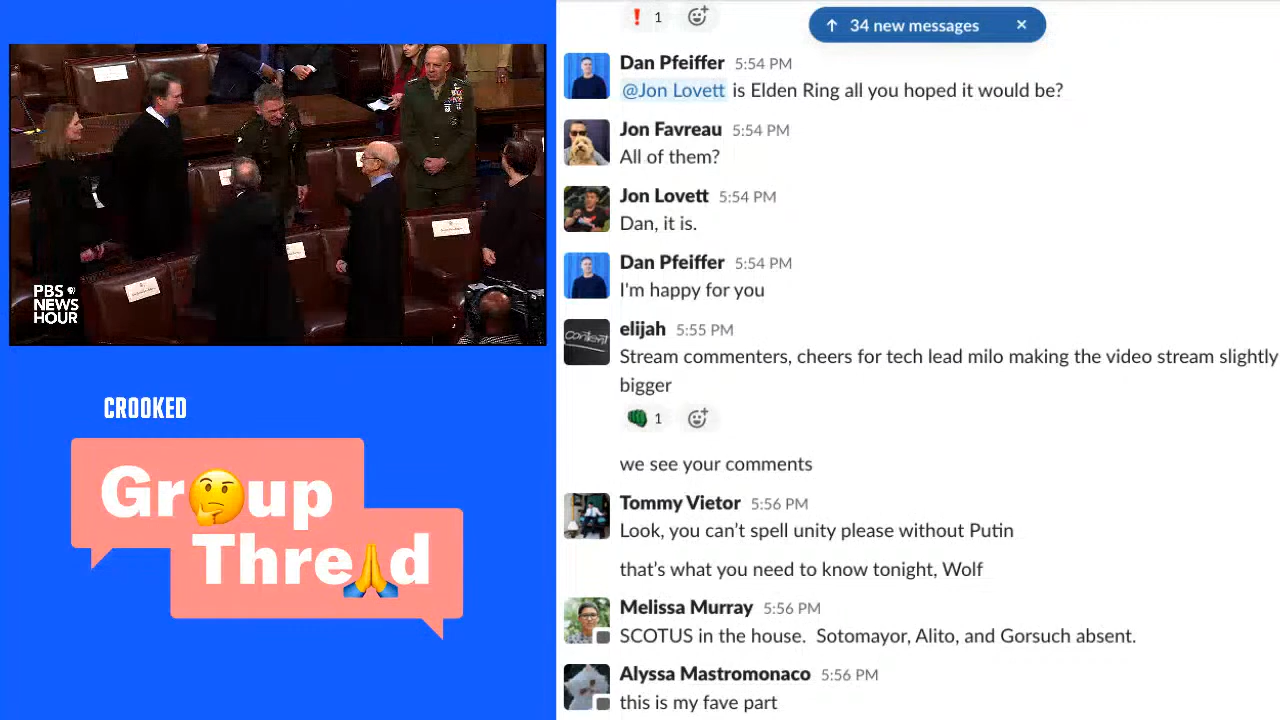 PBS
NEWS
HOUR
CROOKED
Gr🤔up
Thre🙏d
1
34 new messages
Dan Pfeiffer 5:54 PM
@Jon Lovett is Elden Ring all you hoped it would be?
Jon Favreau 5:54 PM
All of them?
Jon Lovett 5:54 PM
Dan, it is.
Dan Pfeiffer 5:54 PM
I'm happy for you
content
elijah 5:55 PM
Stream commenters, cheers for tech lead milo making the video stream slightly
bigger
1
we see your comments
Tommy Vietor 5:56 PM
Look, you can't spell unity please without Putin
that's what you need to know tonight, Wolf
Melissa Murray 5:56 PM
SCOTUS in the house. Sotomayor, Alito, and Gorsuch absent.
Alyssa Mastromonaco 5:56 PM
this is my fave part